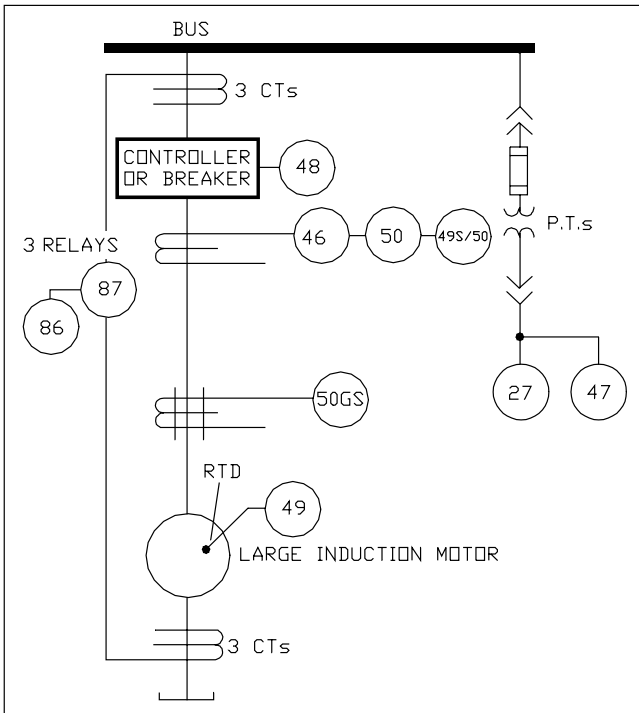 BUS
3 CTs
CONTROLLER
OR BREAKER
48
P.T.s
46
50
49S/50
3 RELAYS
87
86
27
47
50GS
RTD
49
LARGE INDUCTION MOTOR
3 CTs